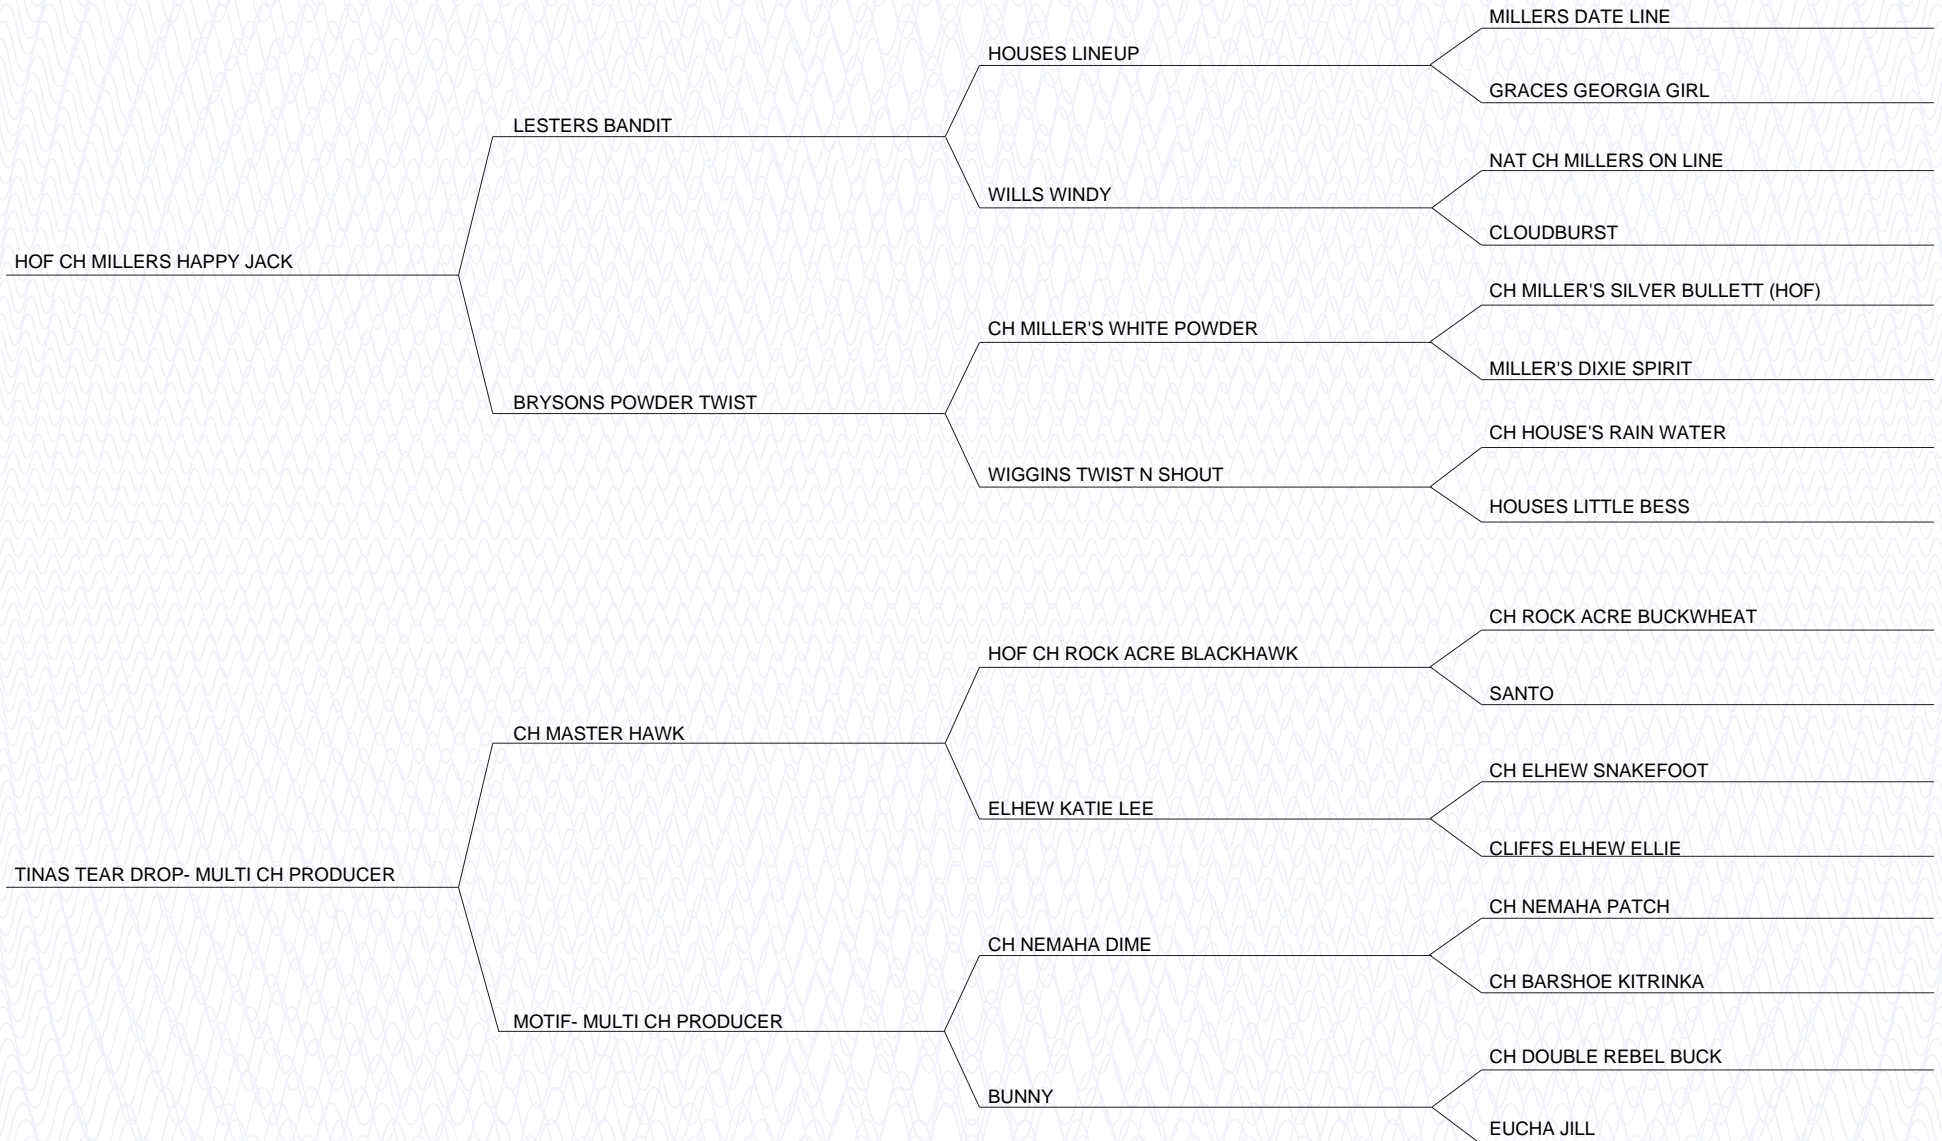 MILLERS DATE LINE
HOUSES LINEUP
GRACES GEORGIA GIRL
LESTERS BANDIT
NAT CH MILLERS ON LINE
WILLS WINDY
CLOUDBURST
HOF CH MILLERS HAPPY JACK
CH MILLER'S SILVER BULLETT (HOF)
CH MILLER'S WHITE POWDER
MILLER'S DIXIE SPIRIT
BRYSONS POWDER TWIST
CH HOUSE'S RAIN WATER
WIGGINS TWIST N SHOUT
HOUSES LITTLE BESS
CH ROCK ACRE BUCKWHEAT
HOF CH ROCK ACRE BLACKHAWK
SANTO
CH MASTER HAWK
CH ELHEW SNAKEFOOT
ELHEW KATIE LEE
CLIFFS ELHEW ELLIE
TINAS TEAR DROP- MULTI CH PRODUCER
CH NEMAHA PATCH
CH NEMAHA DIME
CH BARSHOE KITRINKA
MOTIF- MULTI CH PRODUCER
CH DOUBLE REBEL BUCK
BUNNY
EUCHA JILL